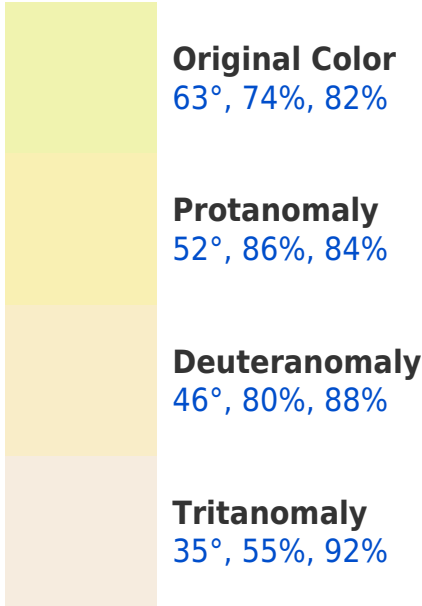 Original Color
63°, 74%, 82%
Protanomaly
52°, 86%, 84%
Deuteranomaly
46°, 80%, 88%
Tritanomaly
35°, 55%, 92%